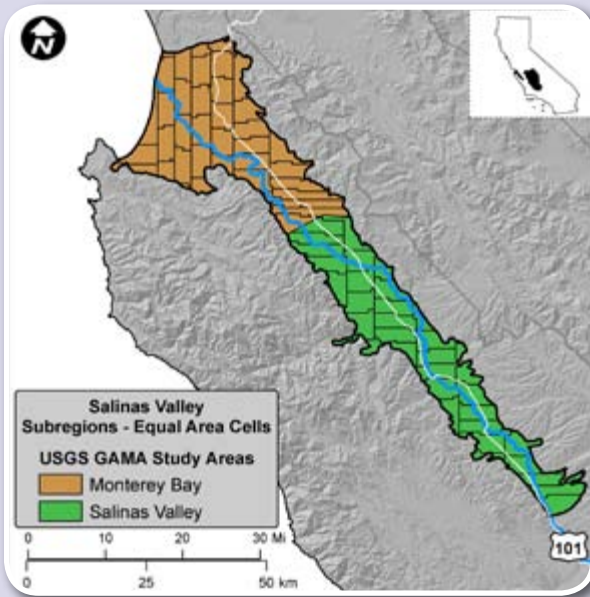 N
Salinas Valley
Subregions - Equal Area Cells
USGS GAMA Study Areas
Monterey Bay
Salinas Valley
0 10 20 30 Mi
0 25 50 km
101